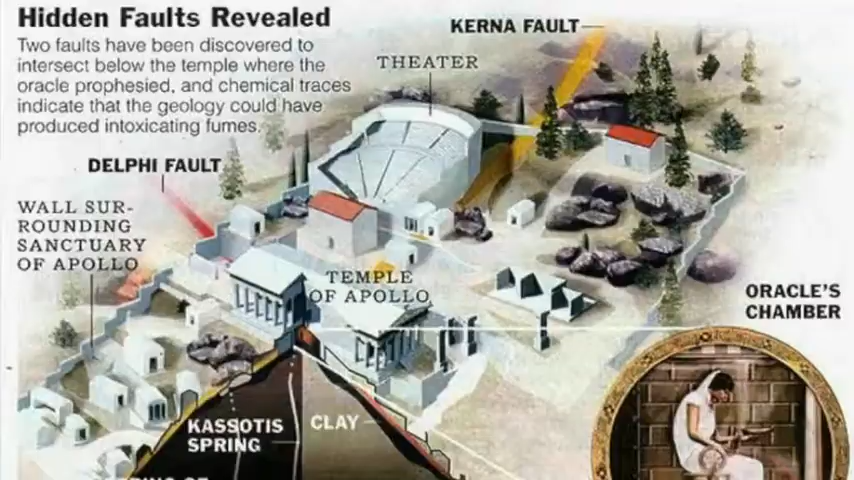 Hidden Faults Revealed
Two faults have been discovered to
intersect below the temple where the
oracle prophesied, and chemical traces
indicate that the geology could have
produced intoxicating fumes.
KERNA FAULT
THEATER
DELPHI FAULT
WALL SUR-
ROUNDING
SANCTUARY
OF APOLLO
TEMPLE
OF APOLLO
ORACLE'S
CHAMBER
KASSOTIS
SPRING
CLAY